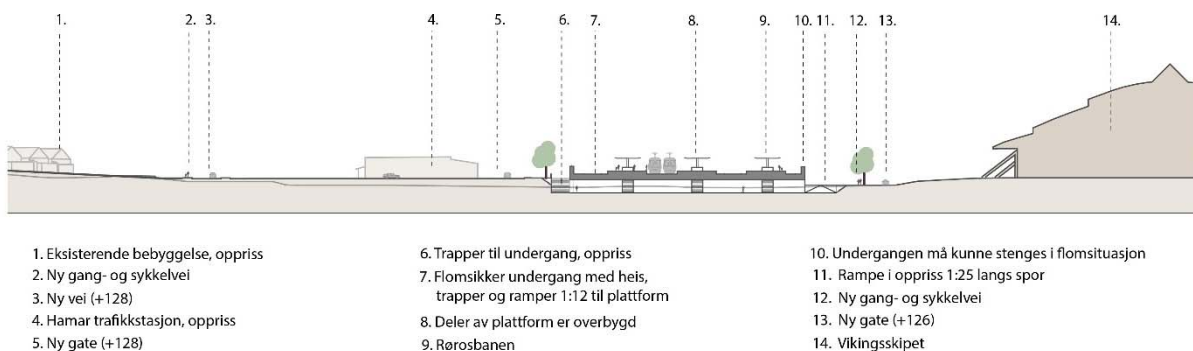 1. 2. 3. 4. 5. 6. 7. 8. 9. 10. 11. 12. 13. 14.
1. Eksisterende bebyggelse, oppriss
2. Ny gang- og sykkelvei
3. Ny vei (+128)
4. Hamar trafikkstasjon, oppriss
5. Ny gate (+128)
6. Trapper til undergang, oppriss
7. Flomsikker undergang med heis,
trapper og ramper 1:12 til plattform
8. Deler av plattform er overbygd
9. Rørosbanen
10. Undergangen må kunne stenges i flomsituasjon
11. Rampe i oppriss 1:25 langs spor
12. Ny gang- og sykkelvei
13. Ny gate (+126)
14. Vikingsskipet